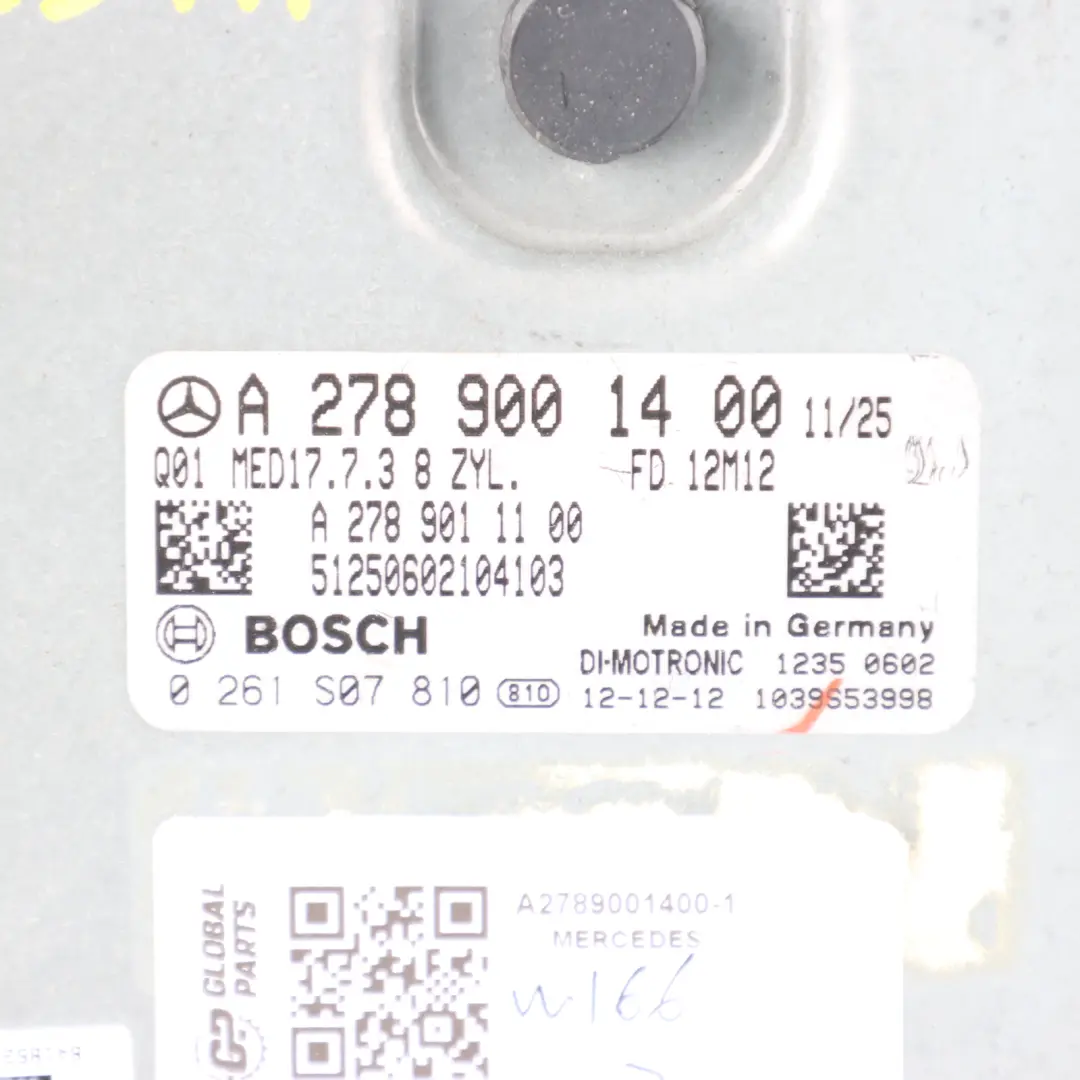 A 278 900 14 00 11/25
Q01 MED17.7.3 8 ZYL. FD 12M12
A 278 901 11 00
51250602104103
BOSCH
Made in Germany
DI-MOTRONIC 1235 0602
0 261 S07 810 810 12-12-12 1039S53998
GLOBAL PARTS
A2789001400-1
MERCEDES
W166